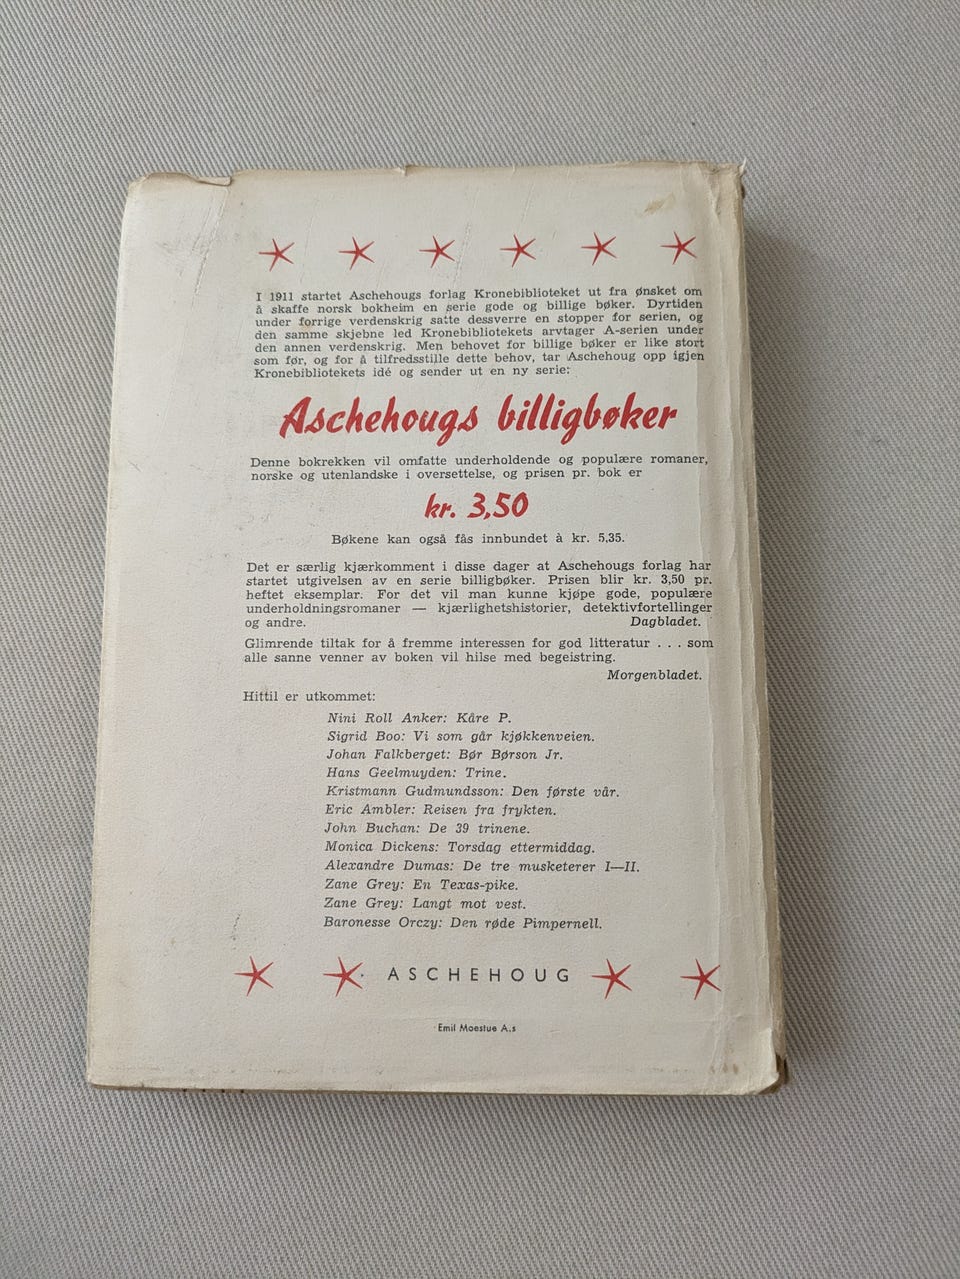 I 1911 startet Aschehougs forlag Kronebiblioteket ut fra ønsket om
å skaffe norsk bokheim en serie gode og billige bøker. Dyrtiden
under forrige verdenskrig satte dessverre en stopper for serien, og
den samme skjebne led Kronebibliotekets arvtager A-serien under
den annen verdenskrig. Men behovet for billige bøker er like stort
som før, og for å tilfredsstille dette behov, tar Aschehoug opp igjen
Kronebibliotekets idé og sender ut en ny serie:
Aschehougs billigbøker
Denne bokrekken vil omfatte underholdende og populære romaner,
norske og utenlandske i oversettelse, og prisen pr. bok er
kr. 3,50
Bøkene kan også fås innbundet à kr. 5,35.
Det er særlig kjærkomment i disse dager at Aschehougs forlag har
startet utgivelsen av en serie billigbøker. Prisen blir kr. 3,50 pr.
heftet eksemplar. For det vil man kunne kjøpe gode, populære
underholdningsromaner — kjærlighetshistorier, detektivfortellinger
og andre. Dagbladet.
Glimrende tiltak for å fremme interessen for god litteratur . . . som
alle sanne venner av boken vil hilse med begeistring.
Morgenbladet.
Hittil er utkommet:
Nini Roll Anker: Kåre P.
Sigrid Boo: Vi som går kjøkkenveien.
Johan Falkberget: Bør Børson Jr.
Hans Geelmuyden: Trine.
Kristmann Gudmundsson: Den første vår.
Eric Ambler: Reisen fra frykten.
John Buchan: De 39 trinene.
Monica Dickens: Torsdag ettermiddag.
Alexandre Dumas: De tre musketerer I—II.
Zane Grey: En Texas-pike.
Zane Grey: Langt mot vest.
Baronesse Orczy: Den røde Pimpernell.
ASCHEHOUG
Emil Moestue A.s